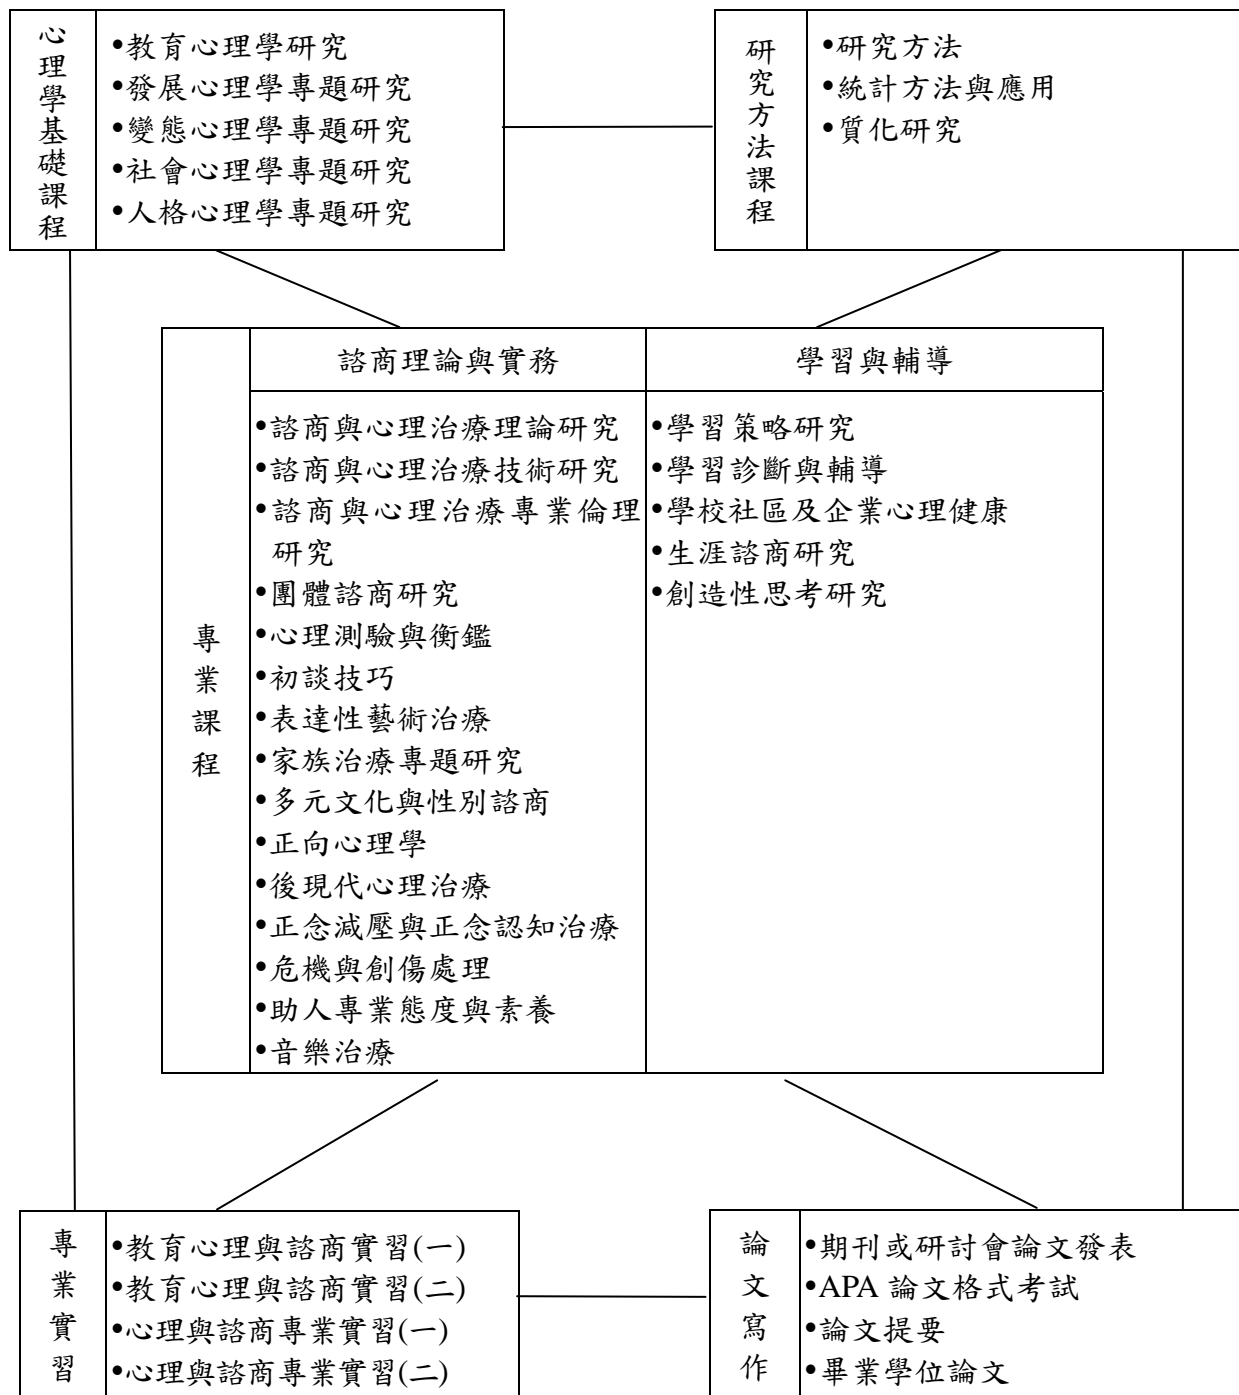 心理學基礎課程
•教育心理學研究
•發展心理學專題研究
•變態心理學專題研究
•社會心理學專題研究
•人格心理學專題研究
研究方法課程
•研究方法
•統計方法與應用
•質化研究
專業課程
諮商理論與實務
•諮商與心理治療理論研究
•諮商與心理治療技術研究
•諮商與心理治療專業倫理
研究
•團體諮商研究
•心理測驗與衡鑑
•初談技巧
•表達性藝術治療
•家族治療專題研究
•多元文化與性別諮商
•正向心理學
•後現代心理治療
•正念減壓與正念認知治療
•危機與創傷處理
•助人專業態度與素養
•音樂治療
學習與輔導
•學習策略研究
•學習診斷與輔導
•學校社區及企業心理健康
•生涯諮商研究
•創造性思考研究
專業實習
•教育心理與諮商實習(一)
•教育心理與諮商實習(二)
•心理與諮商專業實習(一)
•心理與諮商專業實習(二)
論文寫作
•期刊或研討會論文發表
•APA 論文格式考試
•論文提要
•畢業學位論文